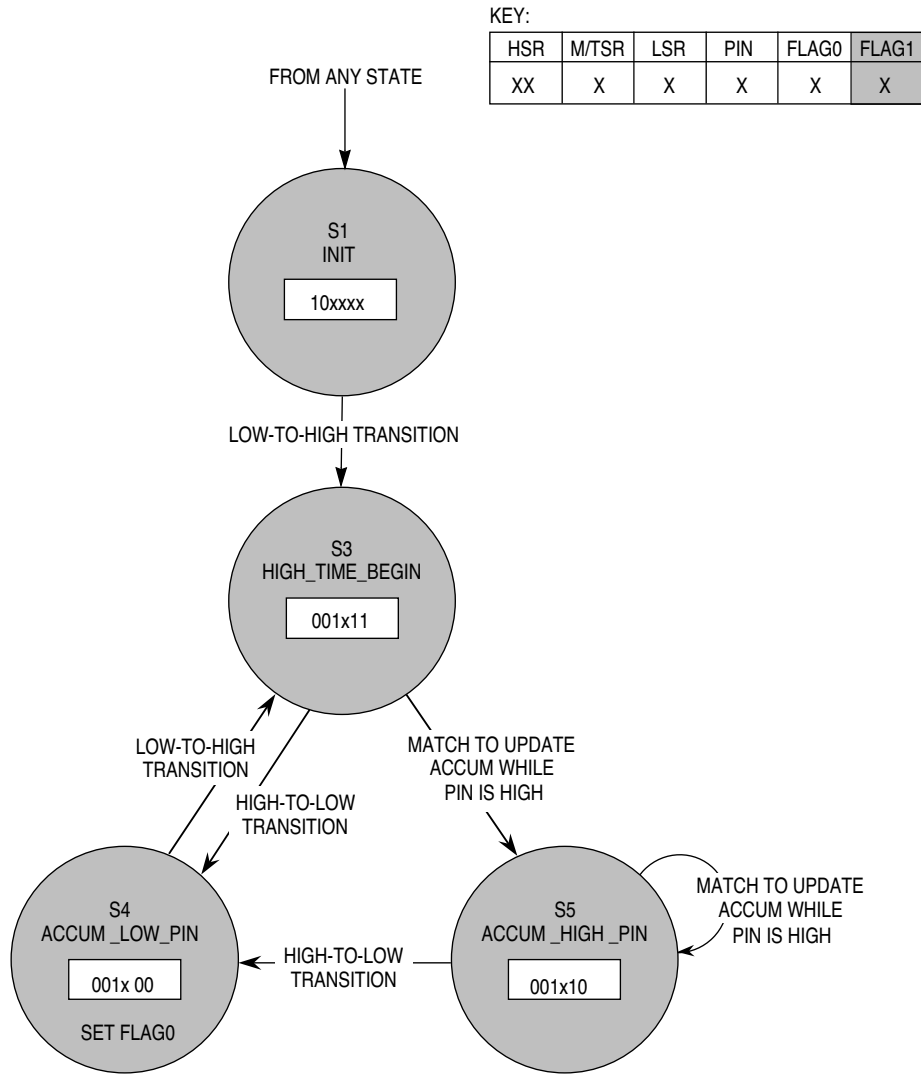 KEY:
HSR M/TSR LSR PIN FLAG0 FLAG1
XX X X X X X
FROM ANY STATE
S1
INIT
10xxxx
LOW-TO-HIGH TRANSITION
S3
HIGH_TIME_BEGIN
001x11
LOW-TO-HIGH
TRANSITION
HIGH-TO-LOW
TRANSITION
MATCH TO UPDATE
ACCUM WHILE
PIN IS HIGH
S4
ACCUM _LOW_PIN
001x 00
SET FLAG0
HIGH-TO-LOW
TRANSITION
S5
ACCUM _HIGH _PIN
001x10
MATCH TO UPDATE
ACCUM WHILE
PIN IS HIGH